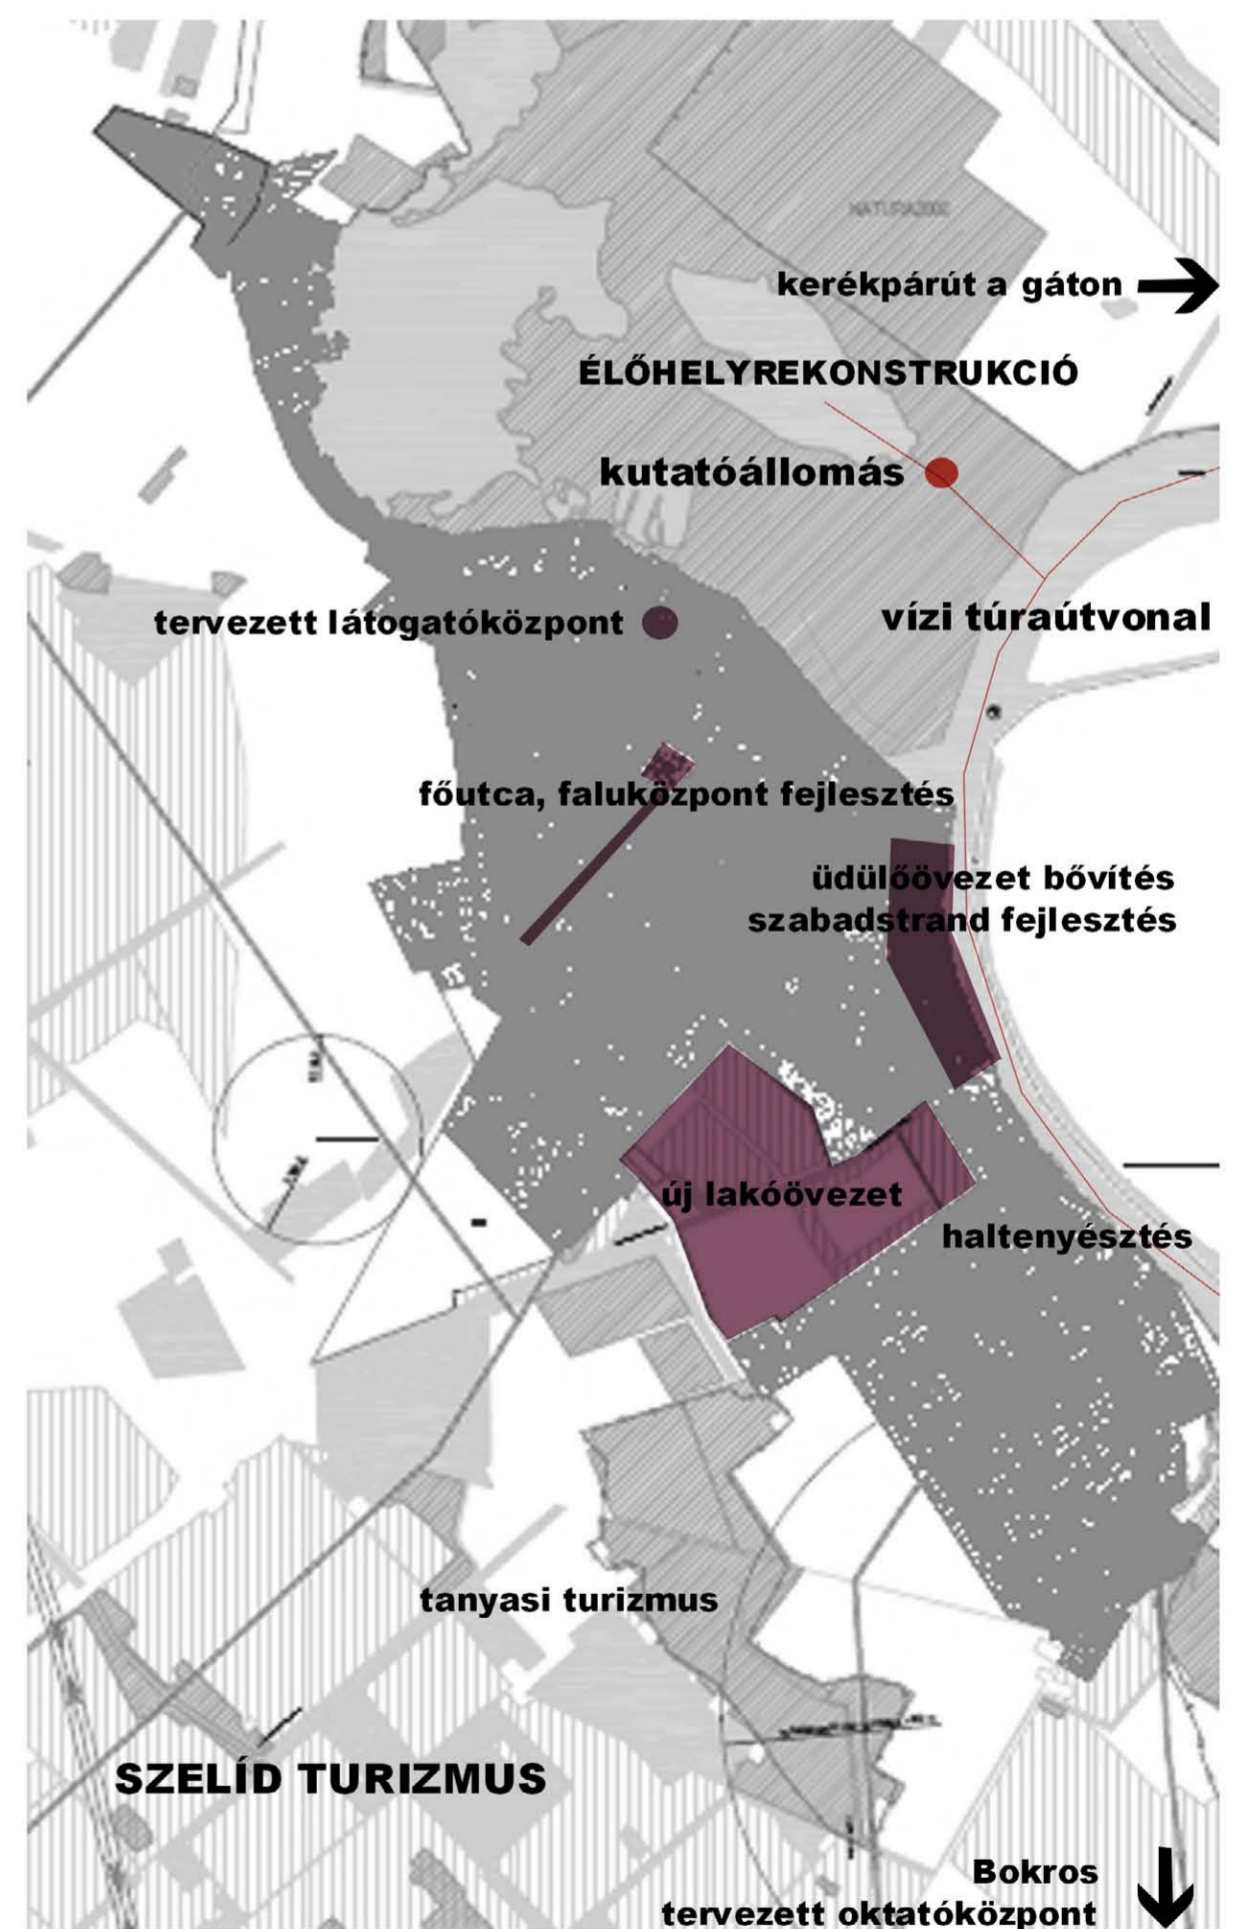 NATURA2000
kerékpárút a gáton
ÉLŐHELYREKONSTRUKCIÓ
kutatóállomás
tervezett látogatóközpont
vízi túraútvonal
főutca, faluközpont fejlesztés
üdülőövezet bővítés
szabadstrand fejlesztés
új lakóövezet
haltenyésztés
tanyasi turizmus
SZELÍD TURIZMUS
Bokros
tervezett oktatóközpont